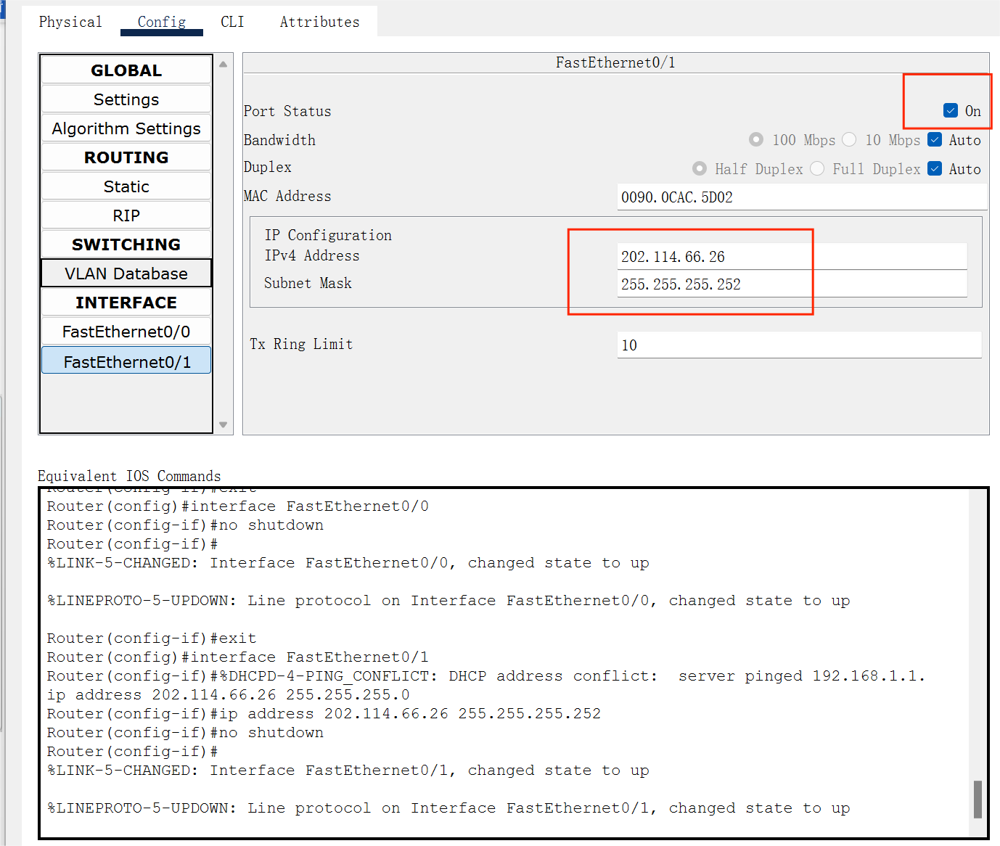 Physical Config CLI Attributes
GLOBAL
Settings
Algorithm Settings
ROUTING
Static
RIP
SWITCHING
VLAN Database
INTERFACE
FastEthernet0/0
FastEthernet0/1
FastEthernet0/1
Port Status On
Bandwidth 100 Mbps 10 Mbps Auto
Duplex Half Duplex Full Duplex Auto
MAC Address 0090.0CAC.5D02
IP Configuration
IPv4 Address 202.114.66.26
Subnet Mask 255.255.255.252
Tx Ring Limit 10
Equivalent IOS Commands
Router(config-if)#exit
Router(config)#interface FastEthernet0/0
Router(config-if)#no shutdown
Router(config-if)#
%LINK-5-CHANGED: Interface FastEthernet0/0, changed state to up
%LINEPROTO-5-UPDOWN: Line protocol on Interface FastEthernet0/0, changed state to up
Router(config-if)#exit
Router(config)#interface FastEthernet0/1
Router(config-if)#%DHCPD-4-PING_CONFLICT: DHCP address conflict:  server pinged 192.168.1.1.
ip address 202.114.66.26 255.255.255.0
Router(config-if)#ip address 202.114.66.26 255.255.255.252
Router(config-if)#no shutdown
Router(config-if)#
%LINK-5-CHANGED: Interface FastEthernet0/1, changed state to up
%LINEPROTO-5-UPDOWN: Line protocol on Interface FastEthernet0/1, changed state to up